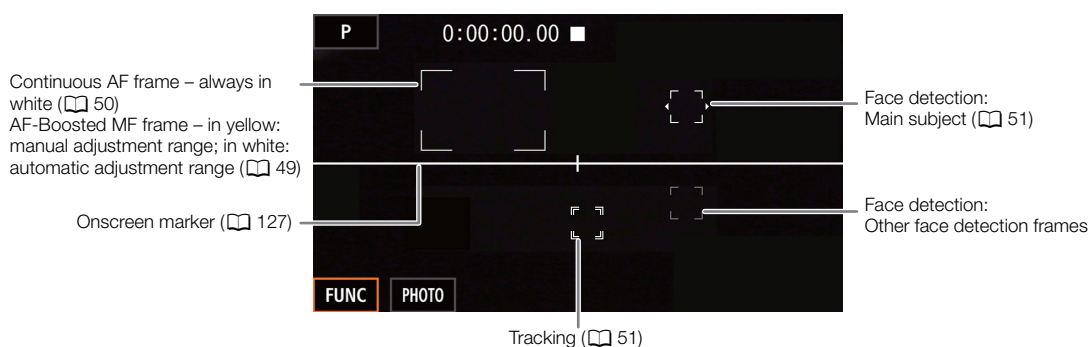 P
0:00:00.00
Continuous AF frame – always in
white (50)
AF-Boosted MF frame – in yellow:
manual adjustment range; in white:
automatic adjustment range (49)
Onscreen marker (127)
Face detection:
Main subject (51)
Face detection:
Other face detection frames
FUNC
PHOTO
Tracking (51)